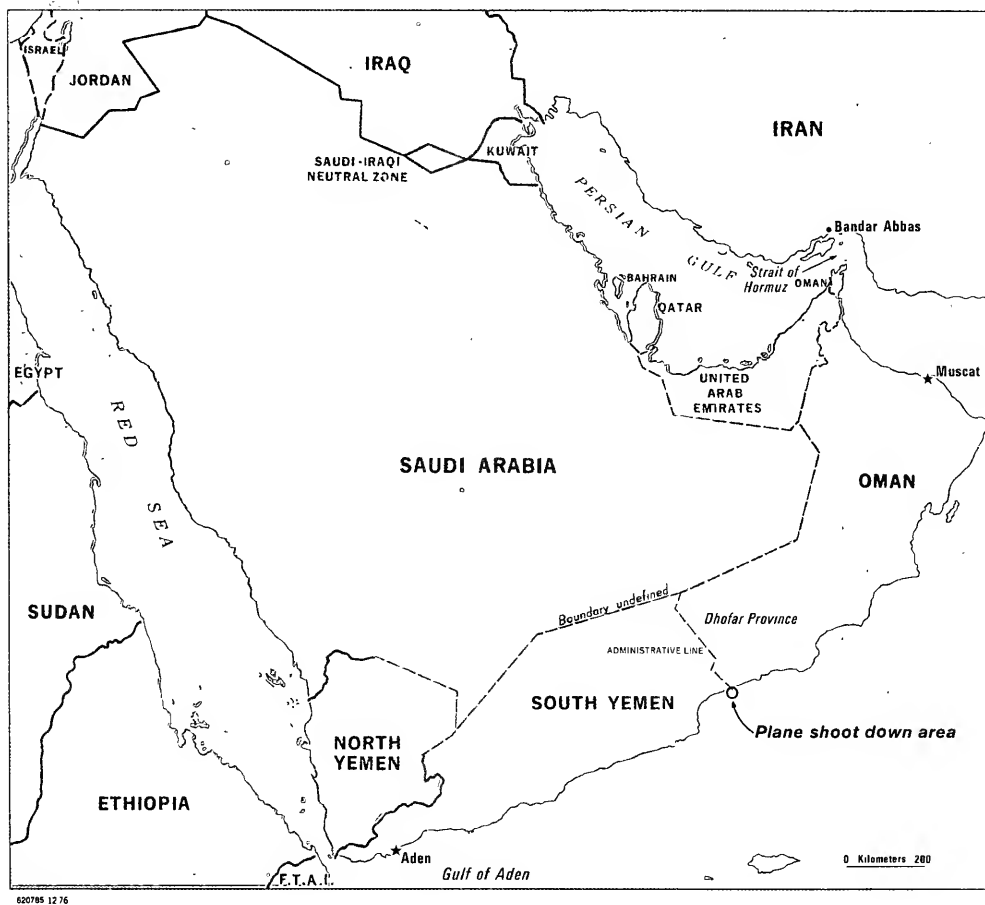 ISRAEL
JORDAN
IRAQ
IRAN
SAUDI-IRAQI
NEUTRAL ZONE
KUWAIT
PERSIAN
GULF
Bandar Abbas
Strait of
Hormuz
OMAN
BAHRAIN
QATAR
EGYPT
RED
SEA
UNITED
ARAB
EMIRATES
Muscat
SAUDI ARABIA
OMAN
SUDAN
Boundary undefined
Dhofar Province
ADMINISTRATIVE LINE
SOUTH YEMEN
Plane shoot down area
NORTH
YEMEN
ETHIOPIA
Aden
Gulf of Aden
F.T.A.I.
0 Kilometers 200
620785 12 76